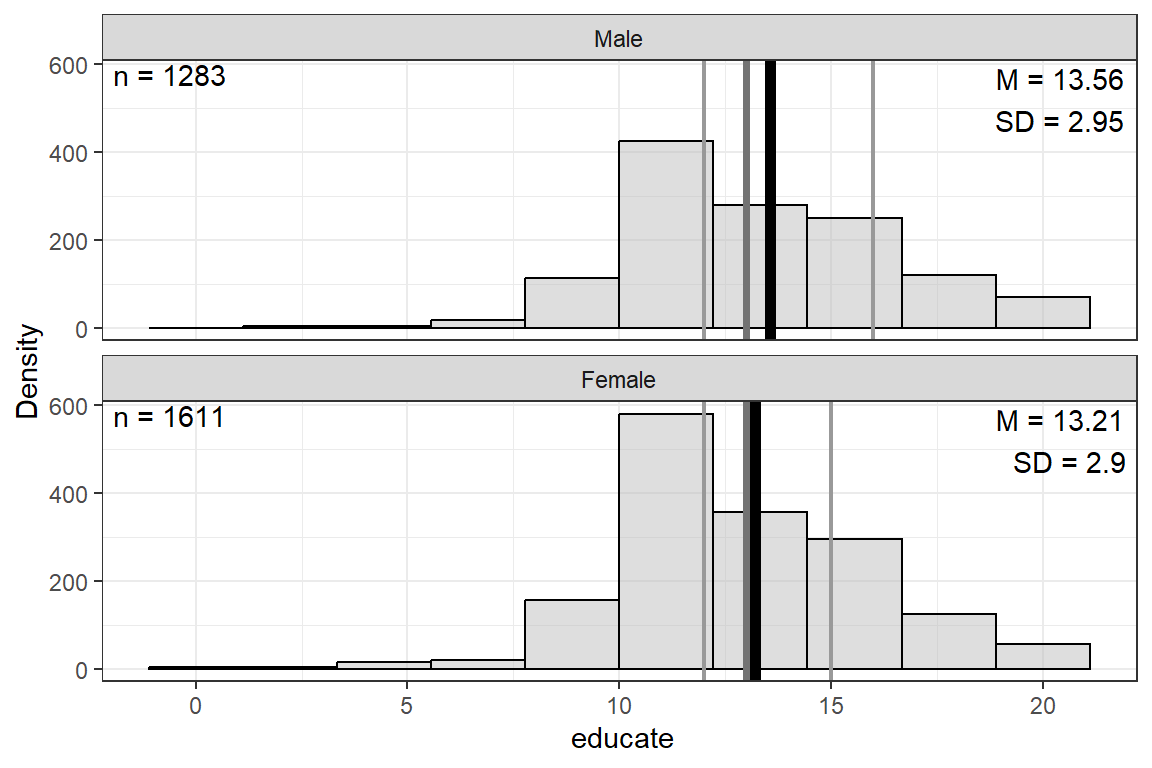 Male
600
n = 1283
M = 13.56
SD = 2.95
400
200
0
Density
Female
600
n = 1611
M = 13.21
SD = 2.9
400
200
0
0 5 10 15 20
educate